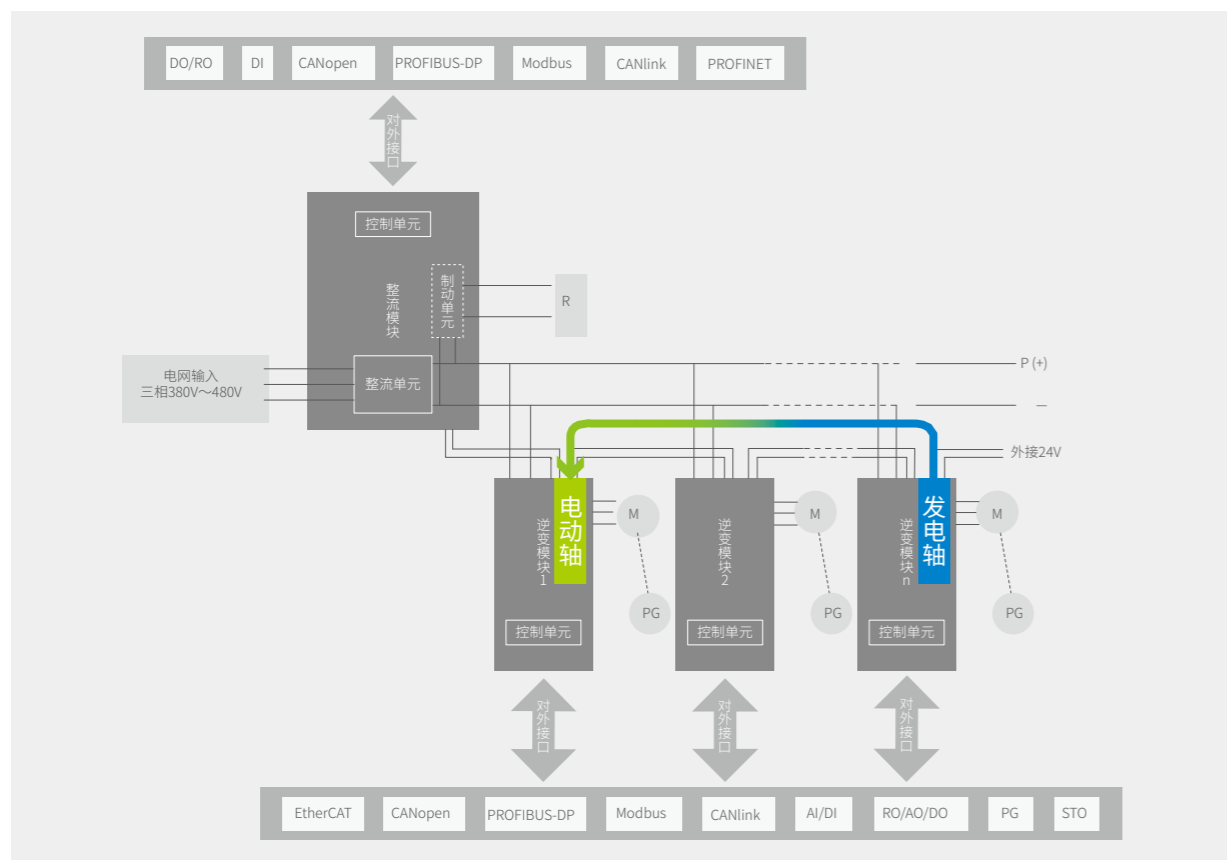 DO/RO
DI
CANopen
PROFIBUS-DP
Modbus
CANlink
PROFINET
对外接口
控制单元
制动单元
整流模块
R
电网输入
三相380V～480V
整流单元
P (+)
—
外接24V
逆变模块1
电动轴
M
PG
控制单元
逆变模块2
M
PG
控制单元
逆变模块n
发电轴
M
PG
控制单元
对外接口
对外接口
对外接口
EtherCAT
CANopen
PROFIBUS-DP
Modbus
CANlink
AI/DI
RO/AO/DO
PG
STO